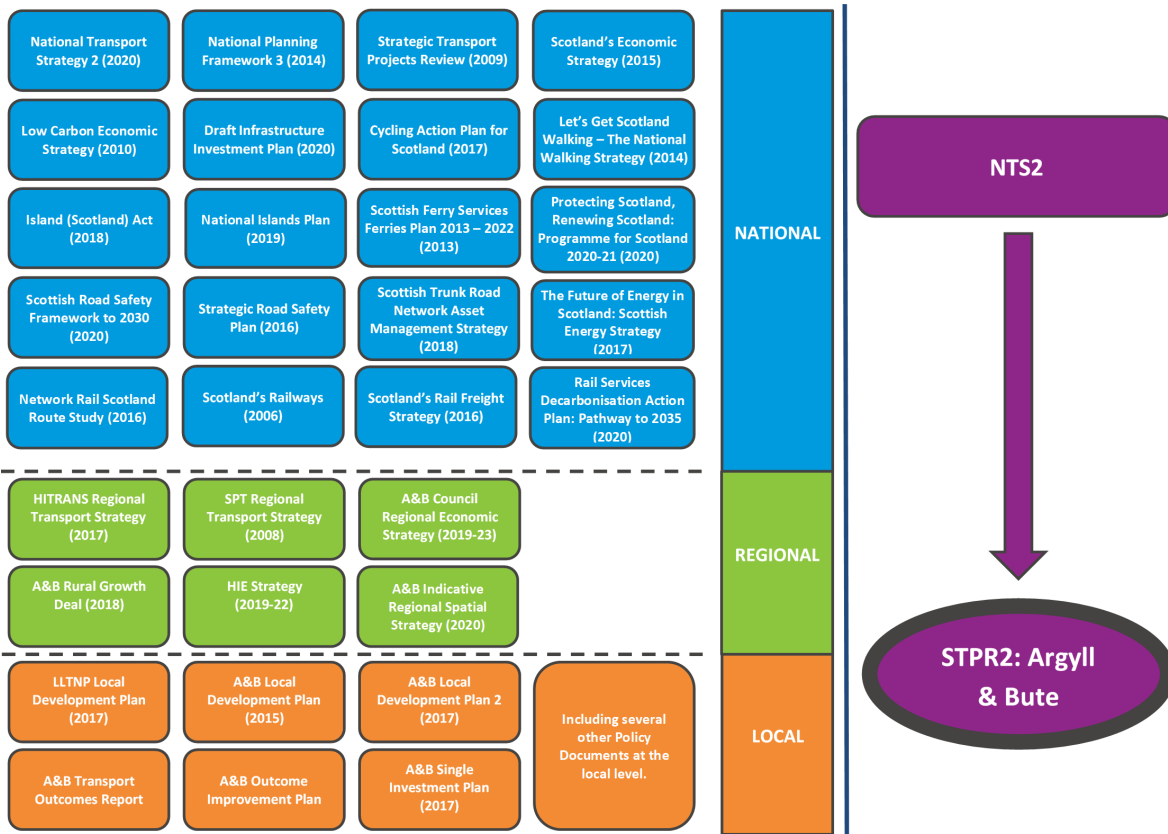 National Transport
Strategy 2 (2020)
National Planning
Framework 3 (2014)
Strategic Transport
Projects Review (2009)
Scotland's Economic
Strategy (2015)
Low Carbon Economic
Strategy (2010)
Draft Infrastructure
Investment Plan (2020)
Cycling Action Plan for
Scotland (2017)
Let's Get Scotland
Walking – The National
Walking Strategy (2014)
Island (Scotland) Act
(2018)
National Islands Plan
(2019)
Scottish Ferry Services
Ferries Plan 2013 – 2022
(2013)
Protecting Scotland,
Renewing Scotland:
Programme for Scotland
2020-21 (2020)
Scottish Road Safety
Framework to 2030
(2020)
Strategic Road Safety
Plan (2016)
Scottish Trunk Road
Network Asset
Management Strategy
(2018)
The Future of Energy in
Scotland: Scottish
Energy Strategy
(2017)
Network Rail Scotland
Route Study (2016)
Scotland's Railways
(2006)
Scotland's Rail Freight
Strategy (2016)
Rail Services
Decarbonisation Action
Plan: Pathway to 2035
(2020)
NATIONAL
HITRANS Regional
Transport Strategy
(2017)
SPT Regional
Transport Strategy
(2008)
A&B Council
Regional Economic
Strategy (2019-23)
A&B Rural Growth
Deal (2018)
HIE Strategy
(2019-22)
A&B Indicative
Regional Spatial
Strategy (2020)
REGIONAL
LLTNP Local
Development Plan
(2017)
A&B Local
Development Plan
(2015)
A&B Local
Development Plan 2
(2017)
Including several
other Policy
Documents at the
local level.
A&B Transport
Outcomes Report
A&B Outcome
Improvement Plan
A&B Single
Investment Plan
(2017)
LOCAL
NTS2
STPR2: Argyll
& Bute